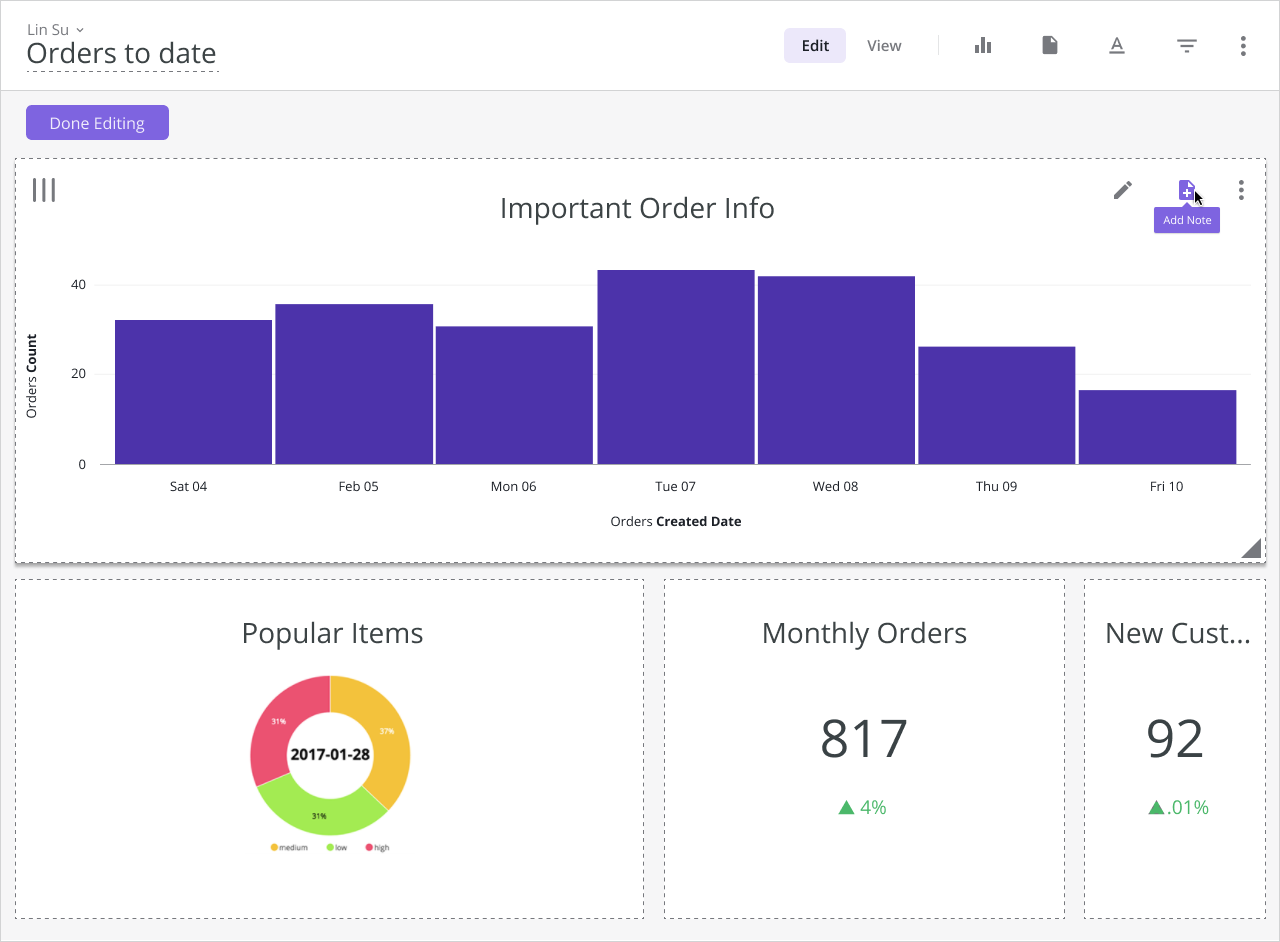 Lin Su
Orders to date
Edit
View
A
Done Editing
Important Order Info
Add Note
40
20
0
Orders Count
Sat 04
Feb 05
Mon 06
Tue 07
Wed 08
Thu 09
Fri 10
Orders Created Date
Popular Items
31%
37%
2017-01-28
31%
medium
low
high
Monthly Orders
817
▲ 4%
New Cust...
92
▲.01%